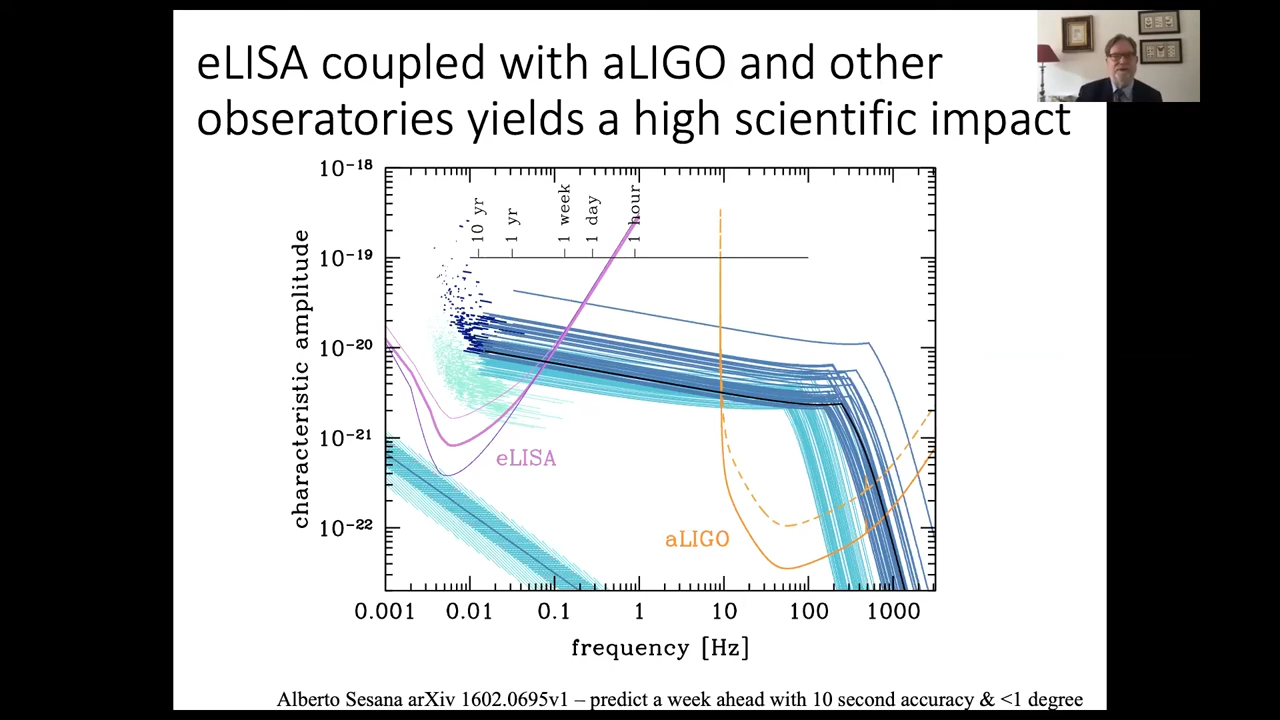 eLISA coupled with aLIGO and other
obseratories yields a high scientific impact
10⁻¹⁸
10⁻¹⁹
10⁻²⁰
10⁻²¹
10⁻²²
characteristic amplitude
10 yr
1 yr
1 week
1 day
1 hour
eLISA
aLIGO
0.001 0.01 0.1 1 10 100 1000
frequency [Hz]
Alberto Sesana arXiv 1602.0695v1 – predict a week ahead with 10 second accuracy & <1 degree